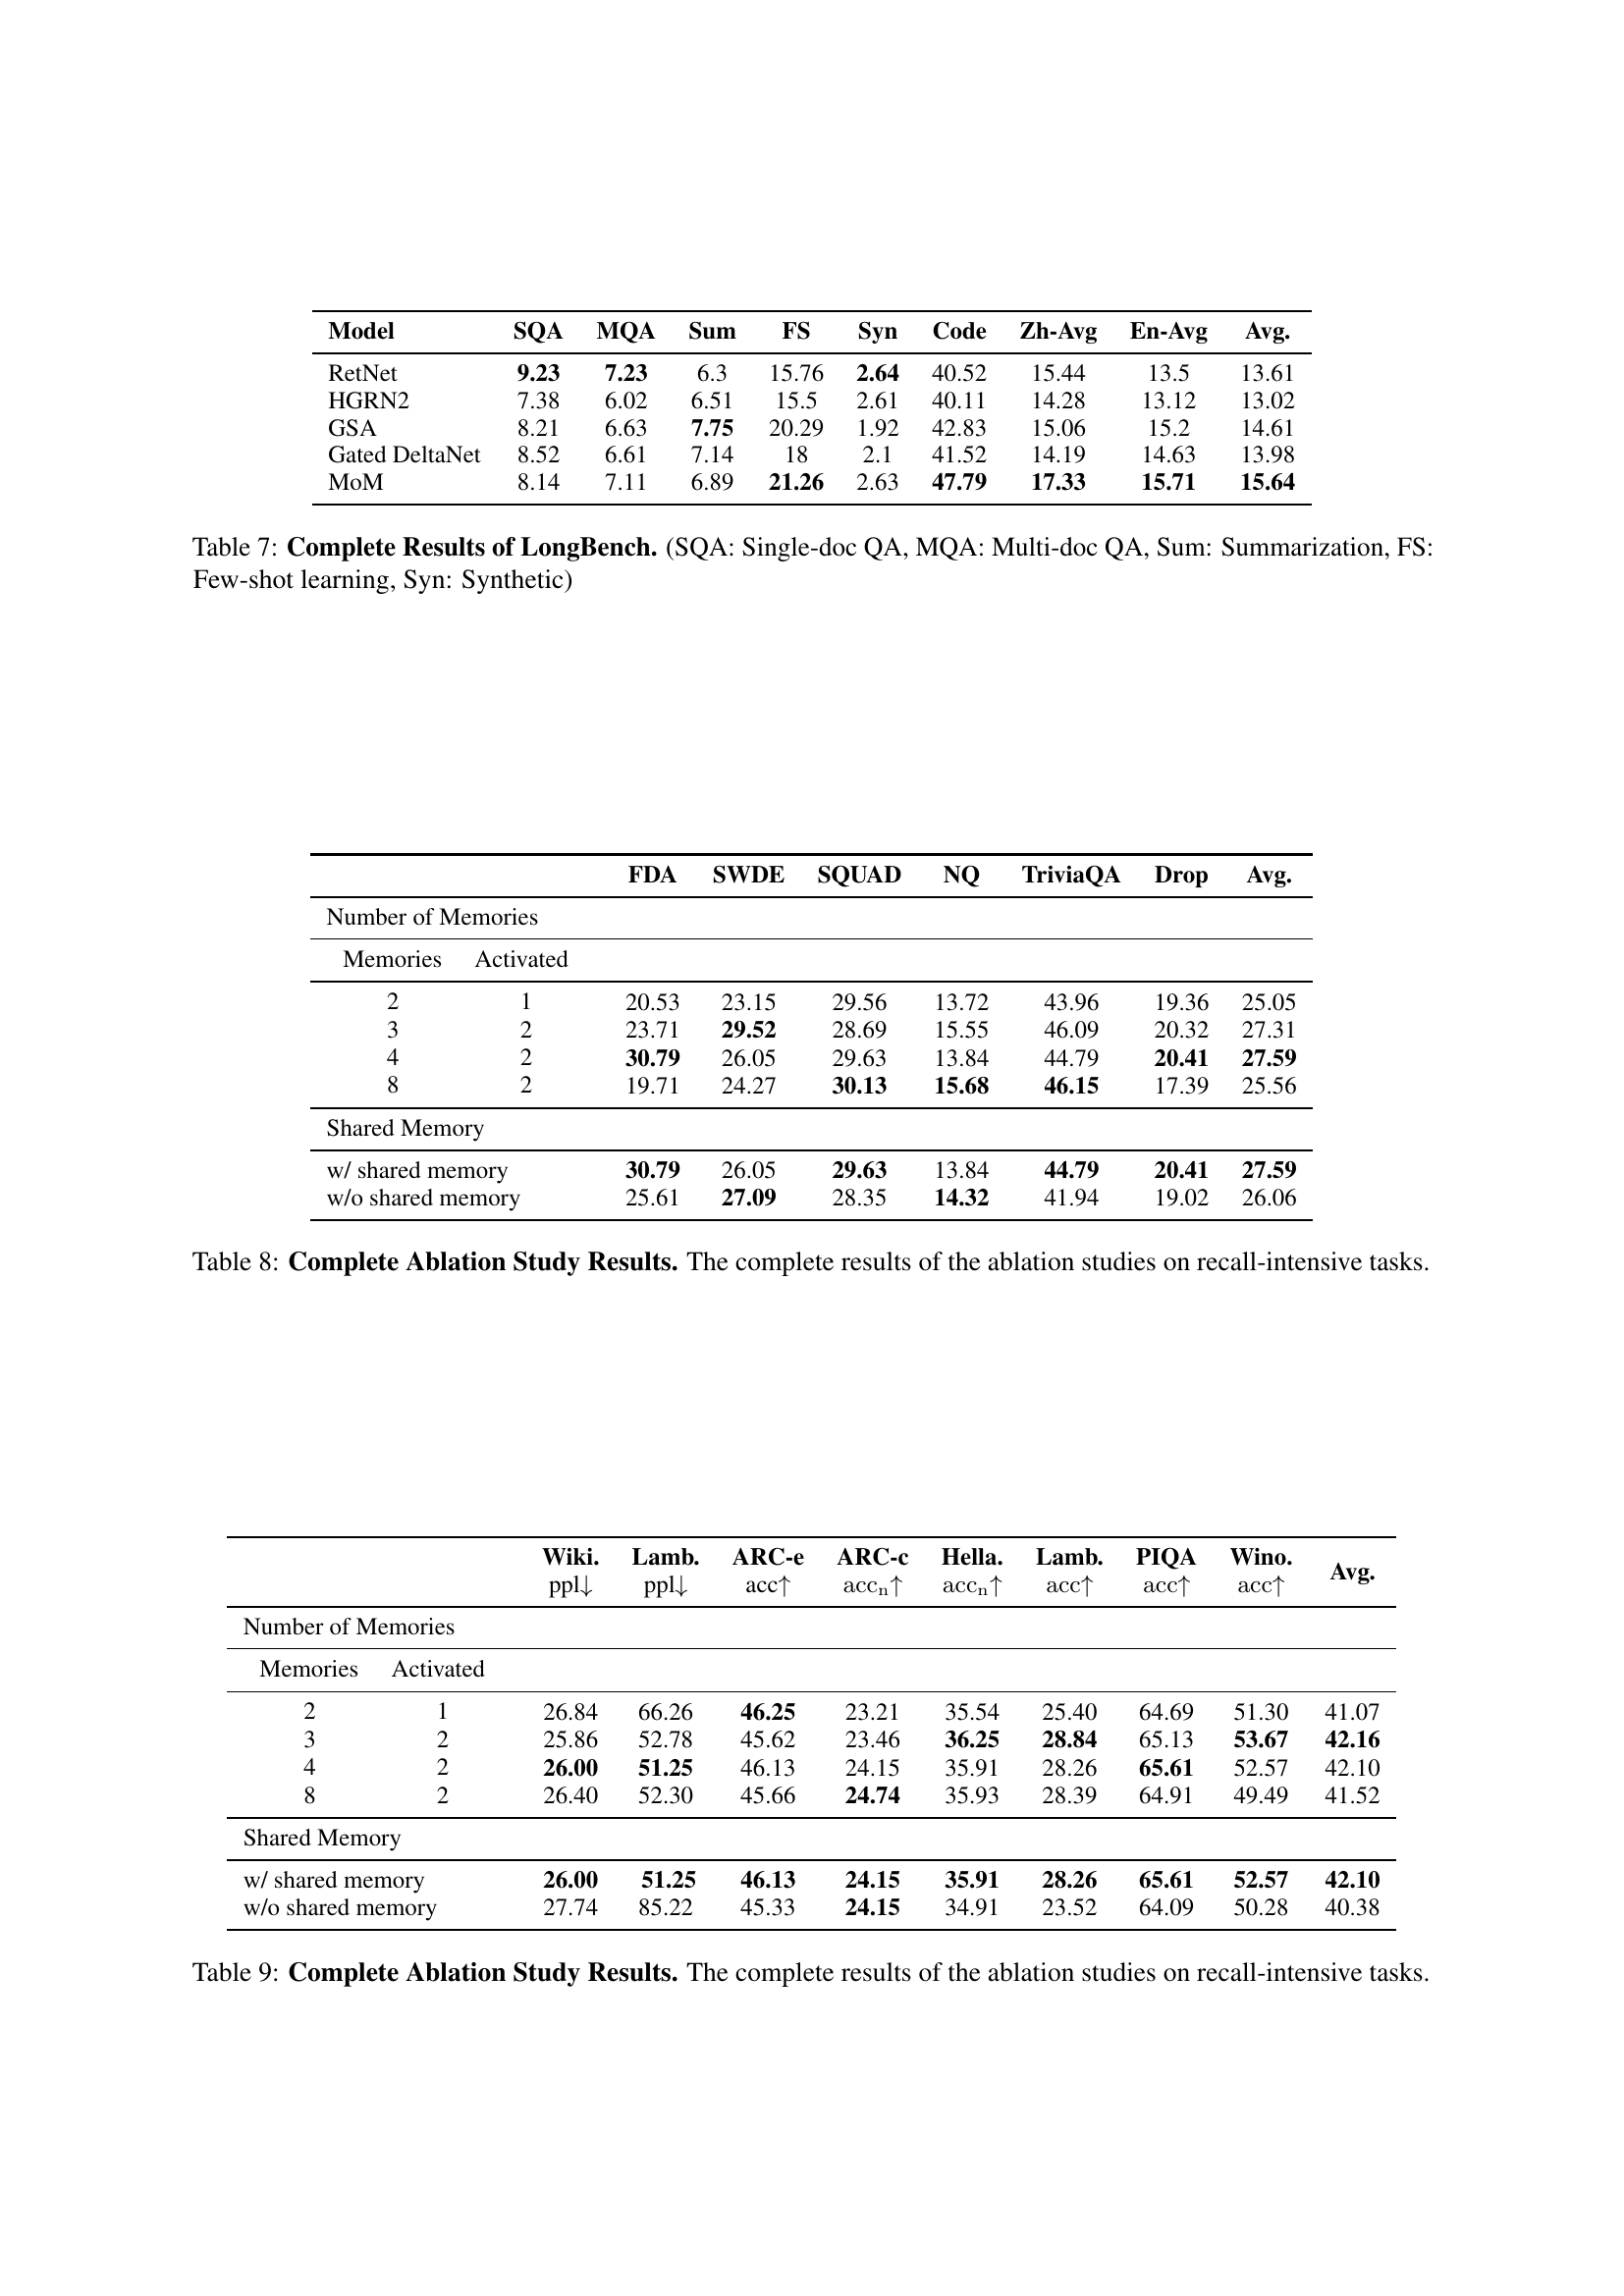 Model SQA MQA Sum FS Syn Code Zh-Avg En-Avg Avg.
RetNet 9.23 7.23 6.3 15.76 2.64 40.52 15.44 13.5 13.61
HGRN2 7.38 6.02 6.51 15.5 2.61 40.11 14.28 13.12 13.02
GSA 8.21 6.63 7.75 20.29 1.92 42.83 15.06 15.2 14.61
Gated DeltaNet 8.52 6.61 7.14 18 2.1 41.52 14.19 14.63 13.98
MoM 8.14 7.11 6.89 21.26 2.63 47.79 17.33 15.71 15.64
Table 7: Complete Results of LongBench. (SQA: Single-doc QA, MQA: Multi-doc QA, Sum: Summarization, FS:
Few-shot learning, Syn: Synthetic)
FDA SWDE SQUAD NQ TriviaQA Drop Avg.
Number of Memories
Memories Activated
2 1 20.53 23.15 29.56 13.72 43.96 19.36 25.05
3 2 23.71 29.52 28.69 15.55 46.09 20.32 27.31
4 2 30.79 26.05 29.63 13.84 44.79 20.41 27.59
8 2 19.71 24.27 30.13 15.68 46.15 17.39 25.56
Shared Memory
w/ shared memory 30.79 26.05 29.63 13.84 44.79 20.41 27.59
w/o shared memory 25.61 27.09 28.35 14.32 41.94 19.02 26.06
Table 8: Complete Ablation Study Results. The complete results of the ablation studies on recall-intensive tasks.
Wiki. Lamb. ARC-e ARC-c Hella. Lamb. PIQA Wino. Avg.
ppl↓ ppl↓ acc↑ accₙ↑ accₙ↑ acc↑ acc↑ acc↑
Number of Memories
Memories Activated
2 1 26.84 66.26 46.25 23.21 35.54 25.40 64.69 51.30 41.07
3 2 25.86 52.78 45.62 23.46 36.25 28.84 65.13 53.67 42.16
4 2 26.00 51.25 46.13 24.15 35.91 28.26 65.61 52.57 42.10
8 2 26.40 52.30 45.66 24.74 35.93 28.39 64.91 49.49 41.52
Shared Memory
w/ shared memory 26.00 51.25 46.13 24.15 35.91 28.26 65.61 52.57 42.10
w/o shared memory 27.74 85.22 45.33 24.15 34.91 23.52 64.09 50.28 40.38
Table 9: Complete Ablation Study Results. The complete results of the ablation studies on recall-intensive tasks.